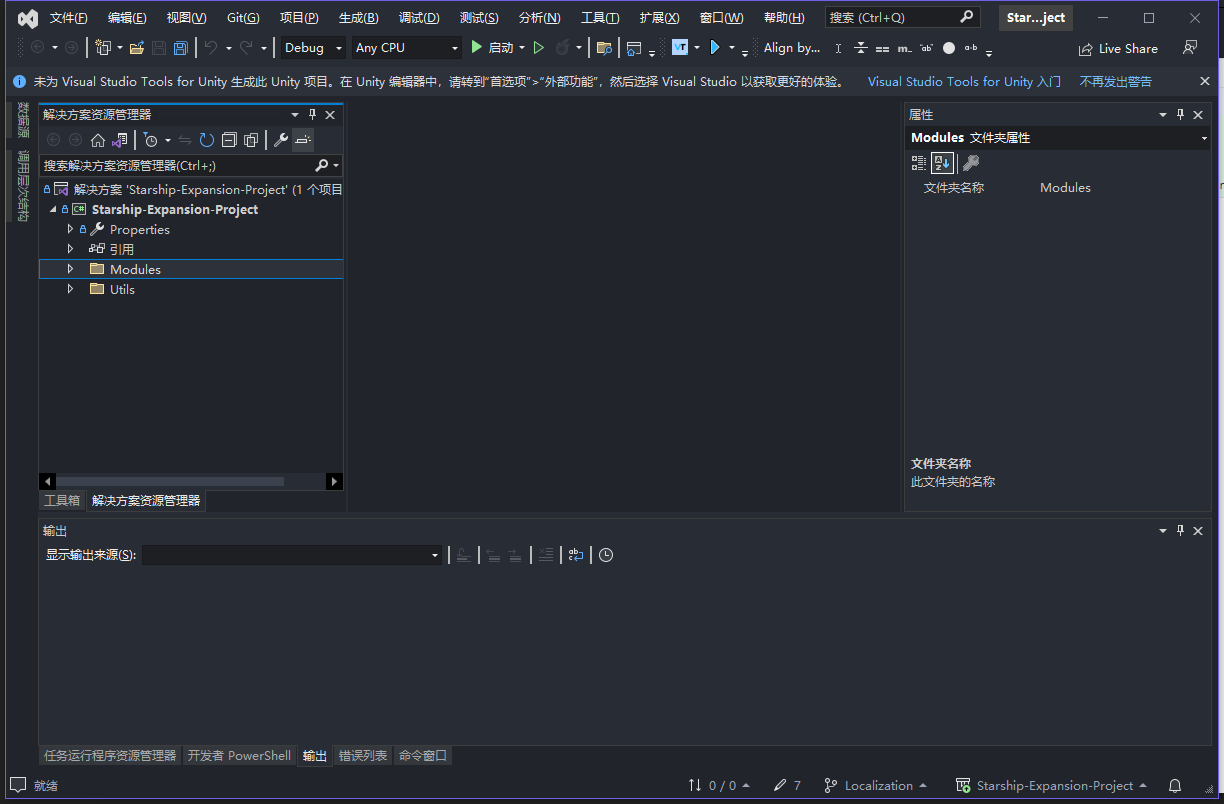 文件(F) 编辑(E) 视图(V) Git(G) 项目(P) 生成(B) 调试(D) 测试(S) 分析(N) 工具(T) 扩展(X) 窗口(W) 帮助(H) 搜索 (Ctrl+Q) Star...ject
Debug Any CPU 启动 VT Align by... Live Share
未为 Visual Studio Tools for Unity 生成此 Unity 项目。在 Unity 编辑器中，请转到“首选项”>“外部功能”，然后选择 Visual Studio 以获取更好的体验。 Visual Studio Tools for Unity 入门 不再发出警告
数据源
调用层次结构
解决方案资源管理器
搜索解决方案资源管理器(Ctrl+;)
解决方案 'Starship-Expansion-Project' (1 个项目
C# Starship-Expansion-Project
Properties
引用
Modules
Utils
工具箱 解决方案资源管理器
属性
Modules 文件夹属性
文件夹名称 Modules
文件夹名称
此文件夹的名称
输出
显示输出来源(S):
任务运行程序资源管理器 开发者 PowerShell 输出 错误列表 命令窗口
就绪 0 / 0 7 Localization Starship-Expansion-Project